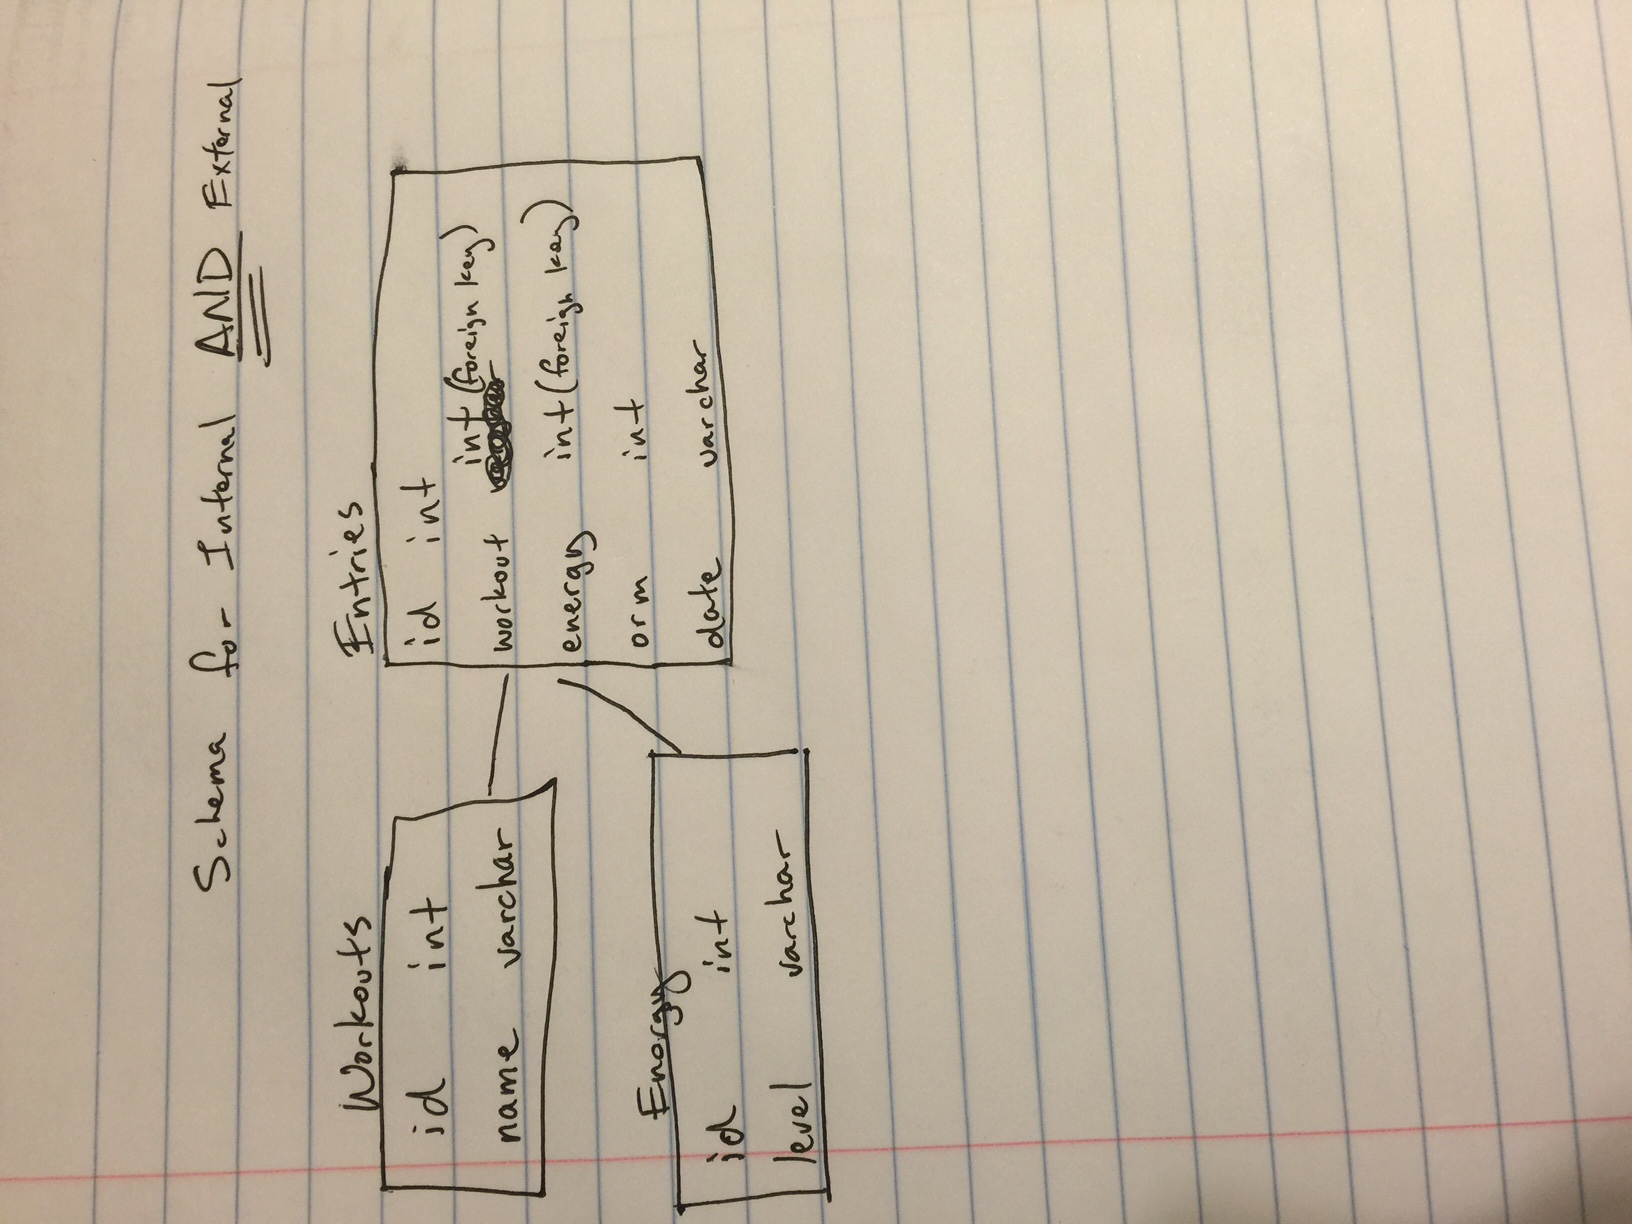 Schema for Internal AND External
Workouts
id int
name varchar
Entries
id int
int (foreign key)
workout
energy int (foreign key)
orm int
date varchar
Energy
id int
level varchar